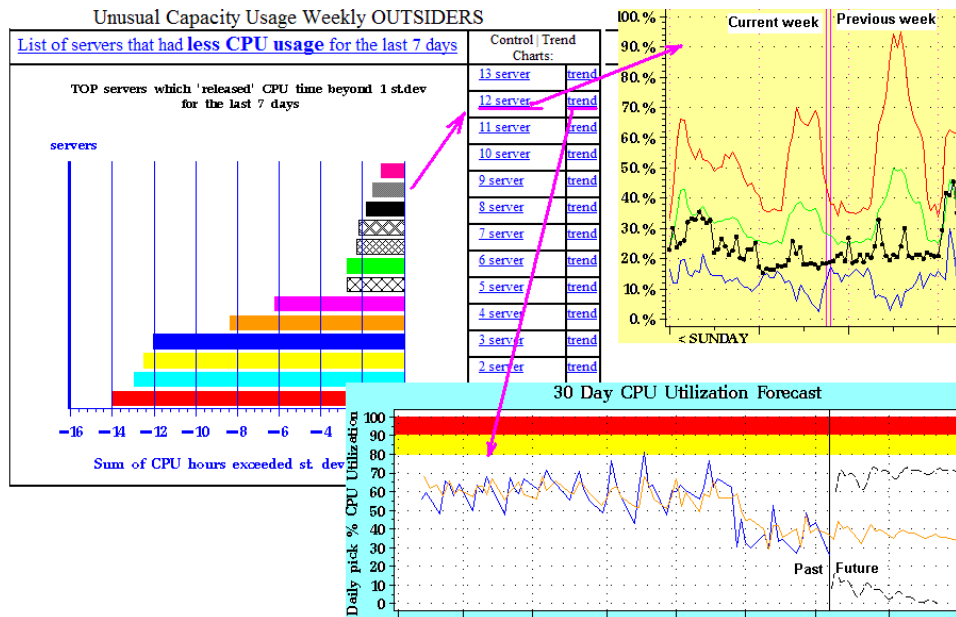 Unusual Capacity Usage Weekly OUTSIDERS
List of servers that had less CPU usage for the last 7 days
Control | Trend
Charts:
TOP servers which 'released' CPU time beyond 1 st.dev
for the last 7 days
servers
-16
-14
-12
-10
-8
-6
-4
Sum of CPU hours exceeded st. dev
13 server trend
12 server trend
11 server trend
10 server trend
9 server trend
8 server trend
7 server trend
6 server trend
5 server trend
4 server trend
3 server trend
2 server trend
Current week
Previous week
100.%
90.%
80.%
70.%
60.%
50.%
40.%
30.%
20.%
10.%
0.%
< SUNDAY
30 Day CPU Utilization Forecast
Daily pick % CPU Utilization
100
90
80
70
60
50
40
30
20
10
0
Past
Future